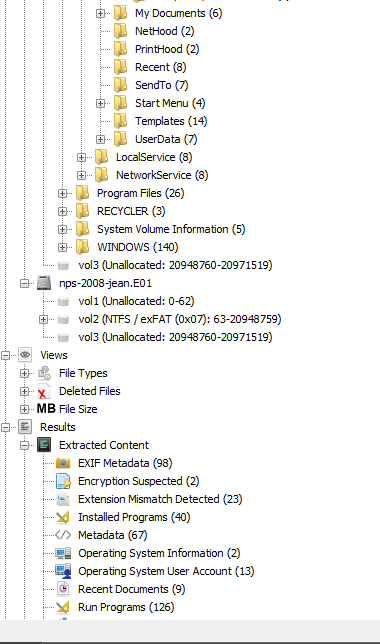 My Documents (6)
NetHood (2)
PrintHood (2)
Recent (8)
SendTo (7)
Start Menu (4)
Templates (14)
UserData (7)
LocalService (8)
NetworkService (8)
Program Files (26)
RECYCLER (3)
System Volume Information (5)
WINDOWS (140)
vol3 (Unallocated: 20948760-20971519)
nps-2008-jean.E01
vol1 (Unallocated: 0-62)
vol2 (NTFS / exFAT (0x07): 63-20948759)
vol3 (Unallocated: 20948760-20971519)
Views
File Types
Deleted Files
MB File Size
Results
Extracted Content
EXIF Metadata (98)
Encryption Suspected (2)
Extension Mismatch Detected (23)
Installed Programs (40)
Metadata (67)
Operating System Information (2)
Operating System User Account (13)
Recent Documents (9)
Run Programs (126)